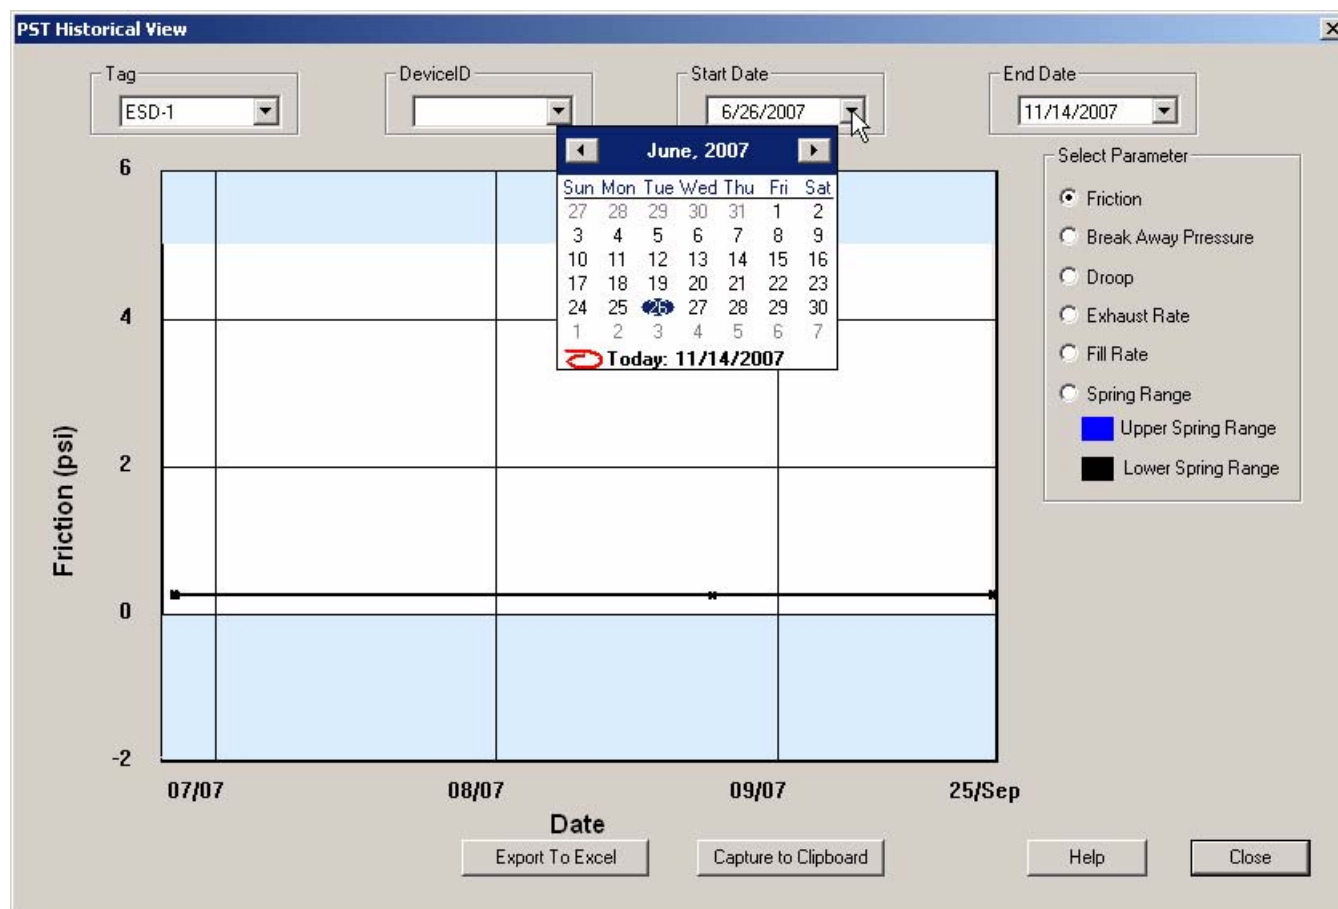 PST Historical View
Tag
DeviceID
Start Date
End Date
ESD-1
6/26/2007
11/14/2007
June, 2007
Sun Mon Tue Wed Thu Fri Sat
27 28 29 30 31 1 2
3 4 5 6 7 8 9
10 11 12 13 14 15 16
17 18 19 20 21 22 23
24 25 26 27 28 29 30
1 2 3 4 5 6 7
Today: 11/14/2007
Select Parameter
Friction
Break Away Prressure
Droop
Exhaust Rate
Fill Rate
Spring Range
Upper Spring Range
Lower Spring Range
Friction (psi)
6
4
2
0
-2
07/07 08/07 09/07 25/Sep
Date
Export To Excel
Capture to Clipboard
Help
Close